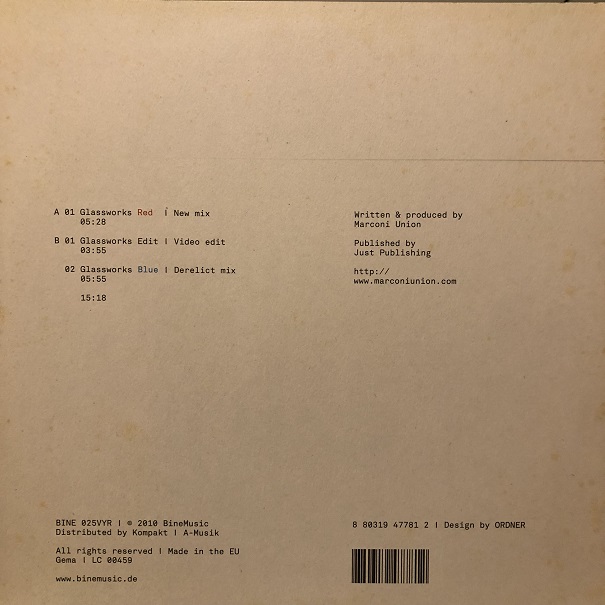 A 01 Glassworks Red | New mix
05:28
B 01 Glassworks Edit | Video edit
03:55
02 Glassworks Blue | Derelict mix
05:55
15:18
Written & produced by
Marconi Union
Published by
Just Publishing
http://
www.marconiunion.com
BINE 025VYR | ® 2010 BineMusic
Distributed by Kompakt | A-Musik
All rights reserved | Made in the EU
Gema | LC 00459
www.binemusic.de
8 80319 47781 2 | Design by ORDNER